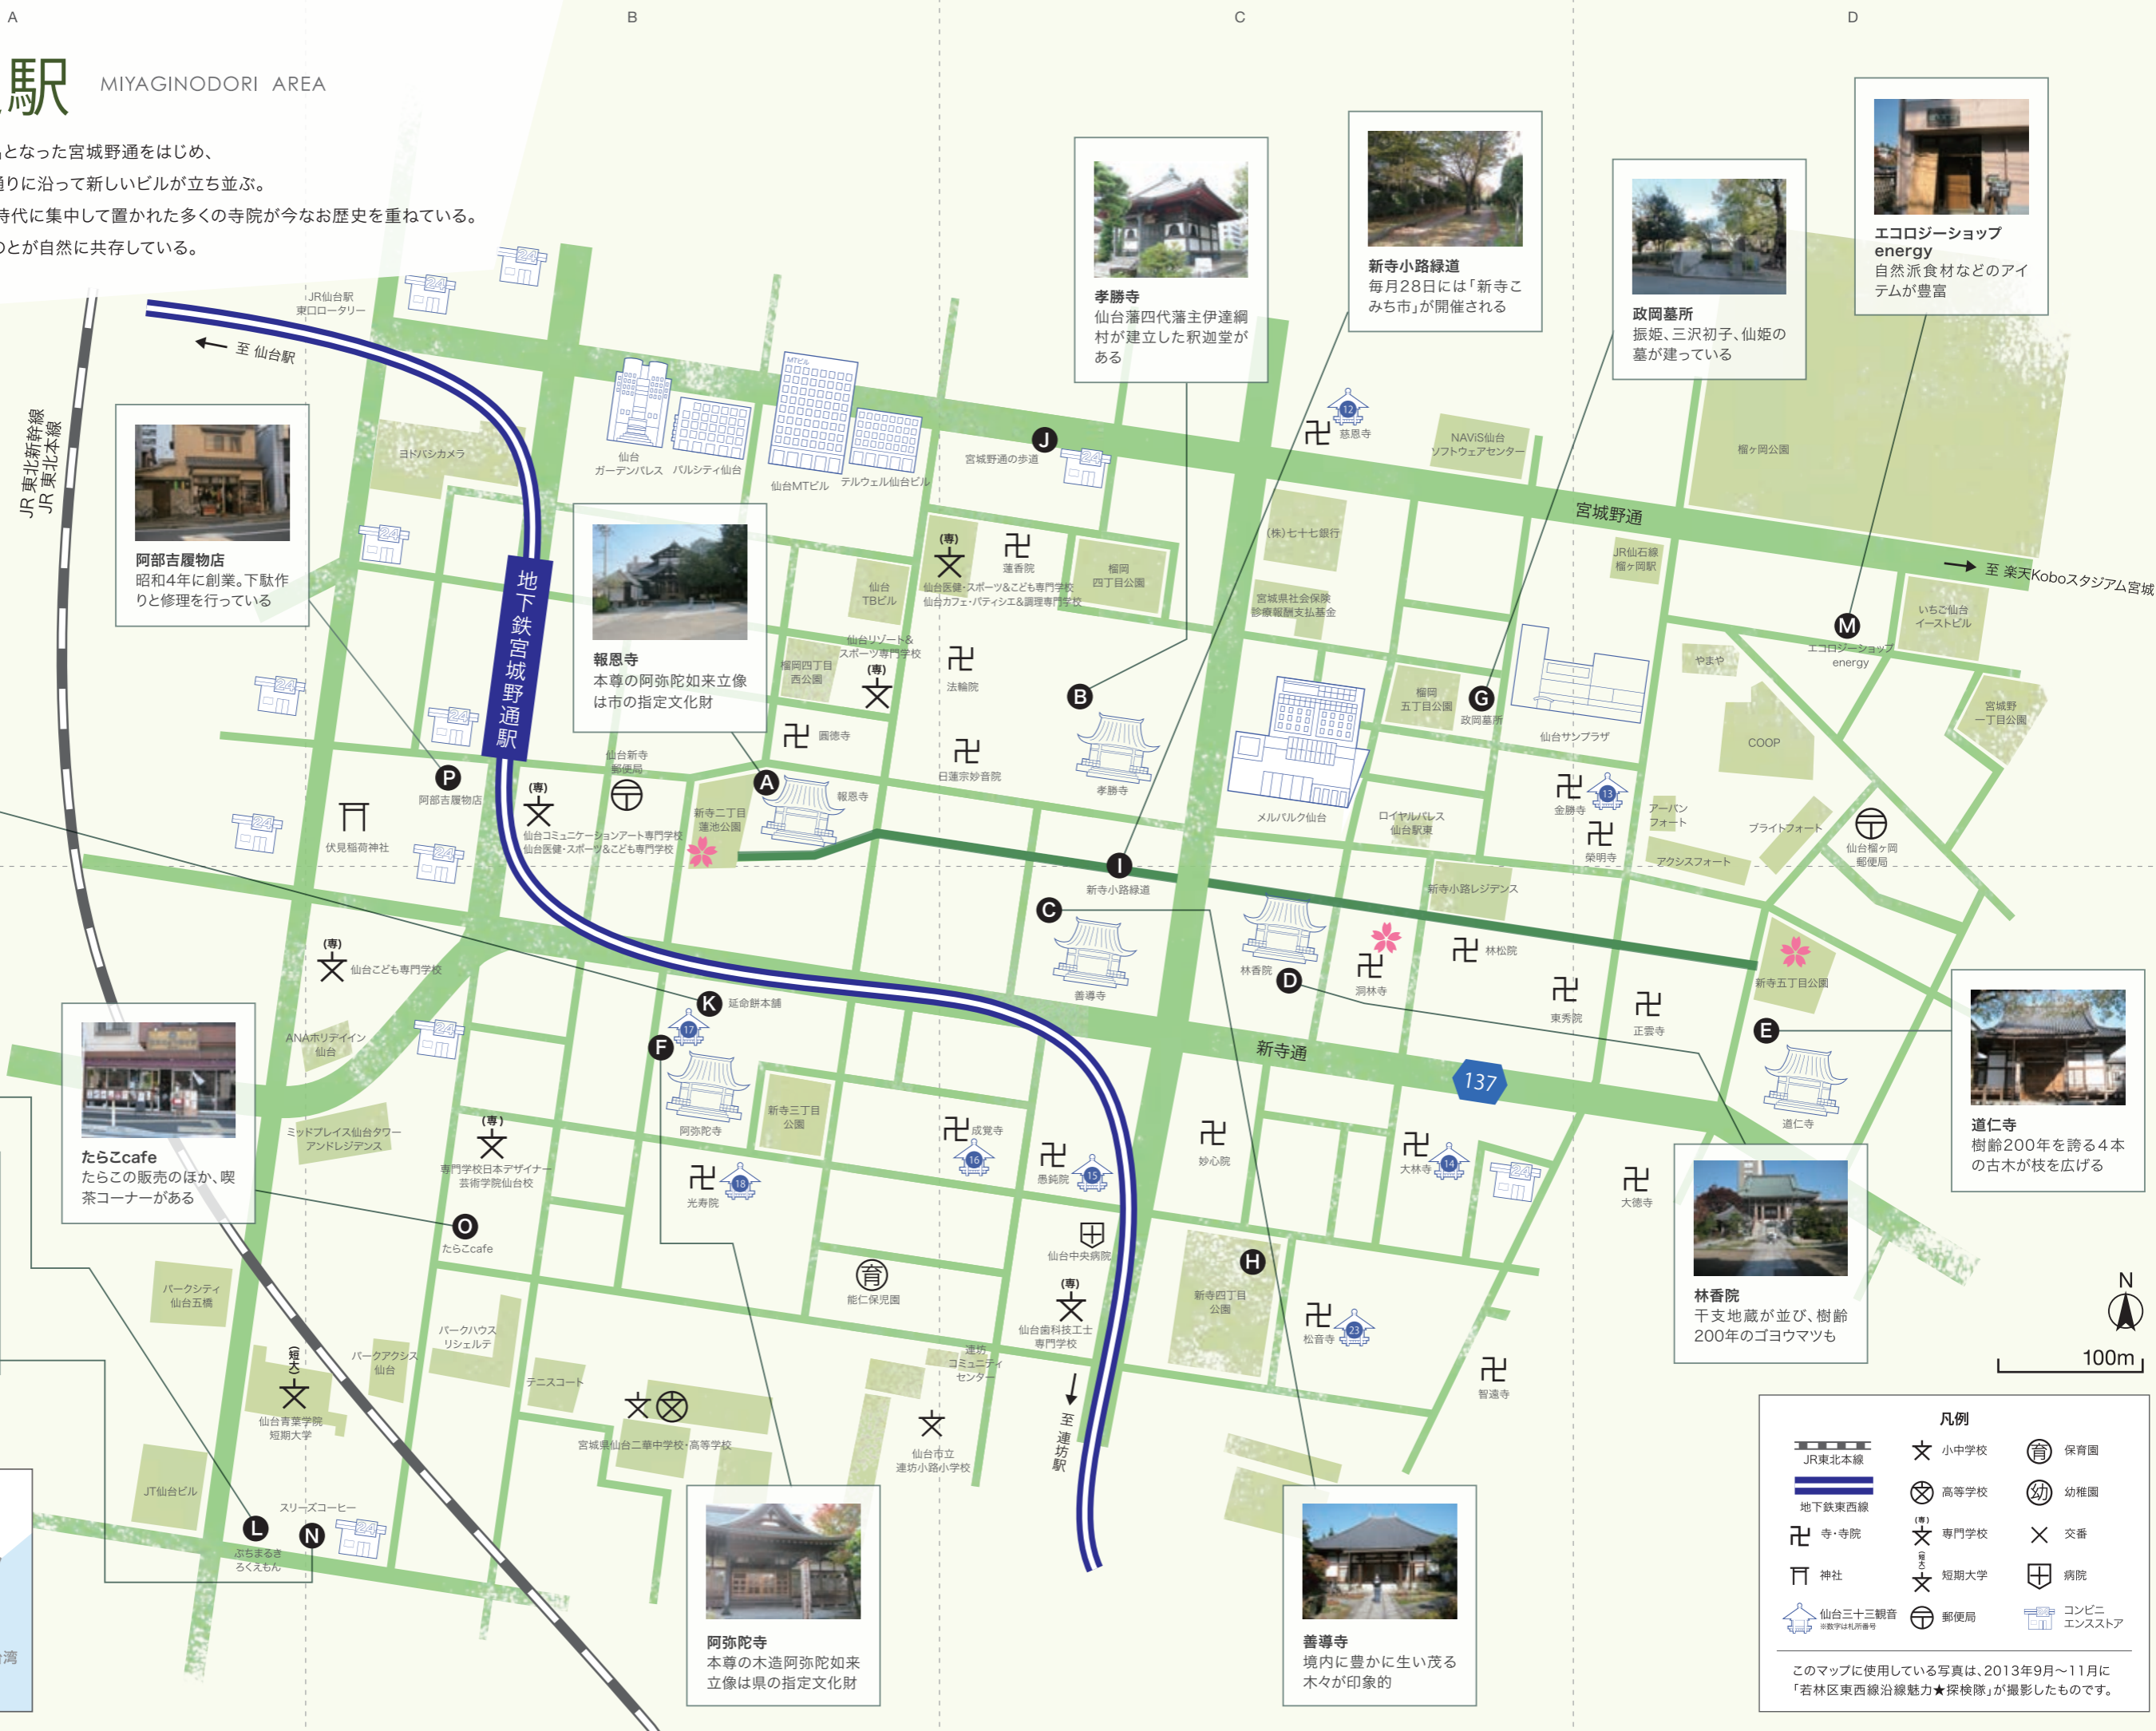 A
B
C
D
駅
MIYAGINODORI AREA
となった宮城野通をはじめ、
通りに沿って新しいビルが立ち並ぶ。
時代に集中して置かれた多くの寺院が今なお歴史を重ねている。
のとが自然に共存している。
JR仙台駅
東口ロータリー
至 仙台駅
JR 東北新幹線
JR 東北本線
ヨドバシカメラ
仙台
ガーデンパレス
パルシティ仙台
MTビル
仙台MTビル
テルウェル仙台ビル
宮城野通の歩道
J
孝勝寺
仙台藩四代藩主伊達綱
村が建立した釈迦堂が
ある
新寺小路緑道
毎月28日には「新寺こ
みち市」が開催される
政岡墓所
振姫、三沢初子、仙姫の
墓が建っている
エコロジーショップ
energy
自然派食材などのアイ
テムが豊富
12
慈恩寺
NAViS仙台
ソフトウェアセンター
榴ヶ岡公園
宮城野通
至 楽天Koboスタジアム宮城
阿部吉履物店
昭和4年に創業。下駄作
りと修理を行っている
地下鉄宮城野通駅
報恩寺
本尊の阿弥陀如来立像
は市の指定文化財
仙台
TBビル
(専)
蓮香院
仙台医健・スポーツ&こども専門学校
仙台カフェ・パティシエ&調理専門学校
榴岡
四丁目公園
(株)七十七銀行
宮城県社会保険
診療報酬支払基金
JR仙石線
榴ヶ岡駅
いちご仙台
イーストビル
M
エコロジーショップ
energy
やまや
宮城野
一丁目公園
COOP
仙台リゾート&
スポーツ専門学校
(専)
榴岡四丁目
西公園
法輪院
B
孝勝寺
榴岡
五丁目公園
G
政岡墓所
仙台サンプラザ
圓徳寺
日蓮宗妙音院
メルパルク仙台
ロイヤルパレス
仙台駅東
金勝寺
13
榮明寺
アーバン
フォート
ブライトフォート
アクシスフォート
仙台榴ヶ岡
郵便局
P
阿部吉履物店
伏見稲荷神社
(専)
仙台コミュニケーションアート専門学校
仙台医健・スポーツ&こども専門学校
仙台新寺
郵便局
新寺二丁目
蓮池公園
A
報恩寺
I
新寺小路緑道
新寺小路レジデンス
C
善導寺
林香院
D
洞林寺
林松院
東秀院
正雲寺
新寺五丁目公園
E
道仁寺
道仁寺
樹齢200年を誇る4本
の古木が枝を広げる
(専)
仙台こども専門学校
K
延命餅本舗
17
F
阿弥陀寺
新寺三丁目
公園
ANAホリデイイン
仙台
たらこcafe
たらこの販売のほか、喫
茶コーナーがある
ミッドプレイス仙台タワー
アンドレジデンス
(専)
専門学校日本デザイナー
芸術学院仙台校
光寿院
18
成覚寺
16
愚鈍院
15
新寺通
137
妙心院
大林寺
14
大徳寺
O
たらこcafe
仙台中央病院
能仁保児園
(専)
仙台歯科技工士
専門学校
新寺四丁目
公園
H
松音寺
23
智遠寺
林香院
干支地蔵が並び、樹齢
200年のゴヨウマツも
パークシティ
仙台五橋
パークハウス
リシェルテ
パークアクシス
仙台
(短大)
仙台青葉学院
短期大学
テニスコート
宮城県仙台二華中学校・高等学校
連坊
コミュニティ
センター
仙台市立
連坊小路小学校
至 連坊駅
JT仙台ビル
スリーズコーヒー
L
ぷちまるき
ろくえもん
N
台湾
阿弥陀寺
本尊の木造阿弥陀如来
立像は県の指定文化財
善導寺
境内に豊かに生い茂る
木々が印象的
N
100m
凡例
JR東北本線
地下鉄東西線
寺・寺院
神社
仙台三十三観音
※数字は札所番号
小中学校
高等学校
(専)
専門学校
(短大)
短期大学
郵便局
育
保育園
幼
幼稚園
交番
病院
コンビニ
エンスストア
このマップに使用している写真は、2013年9月〜11月に
「若林区東西線沿線魅力★探検隊」が撮影したものです。